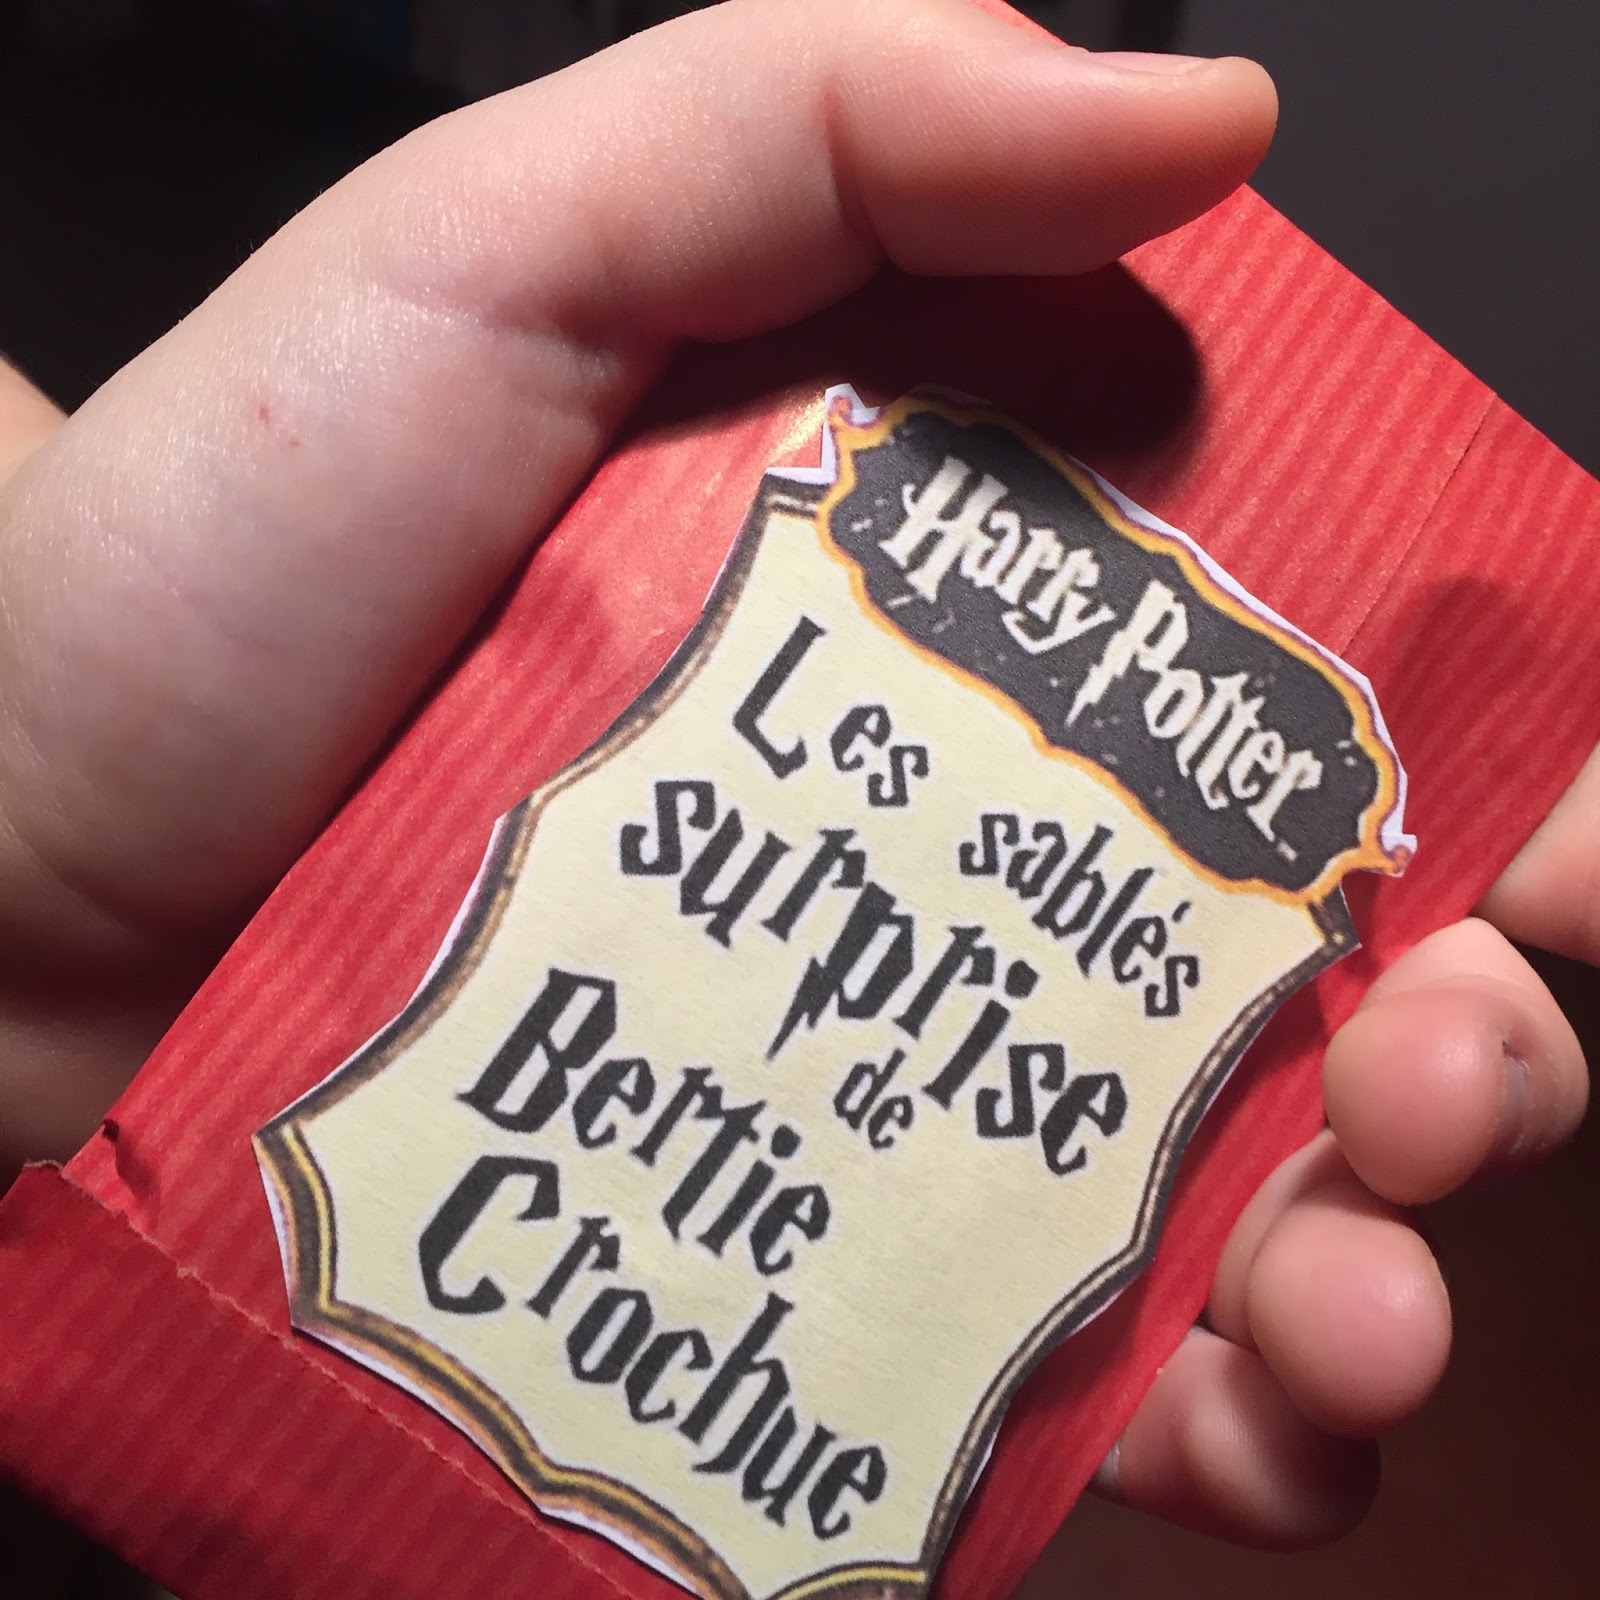 Harry Potter
Les sablés
surprise
de
Bertie
Crochue